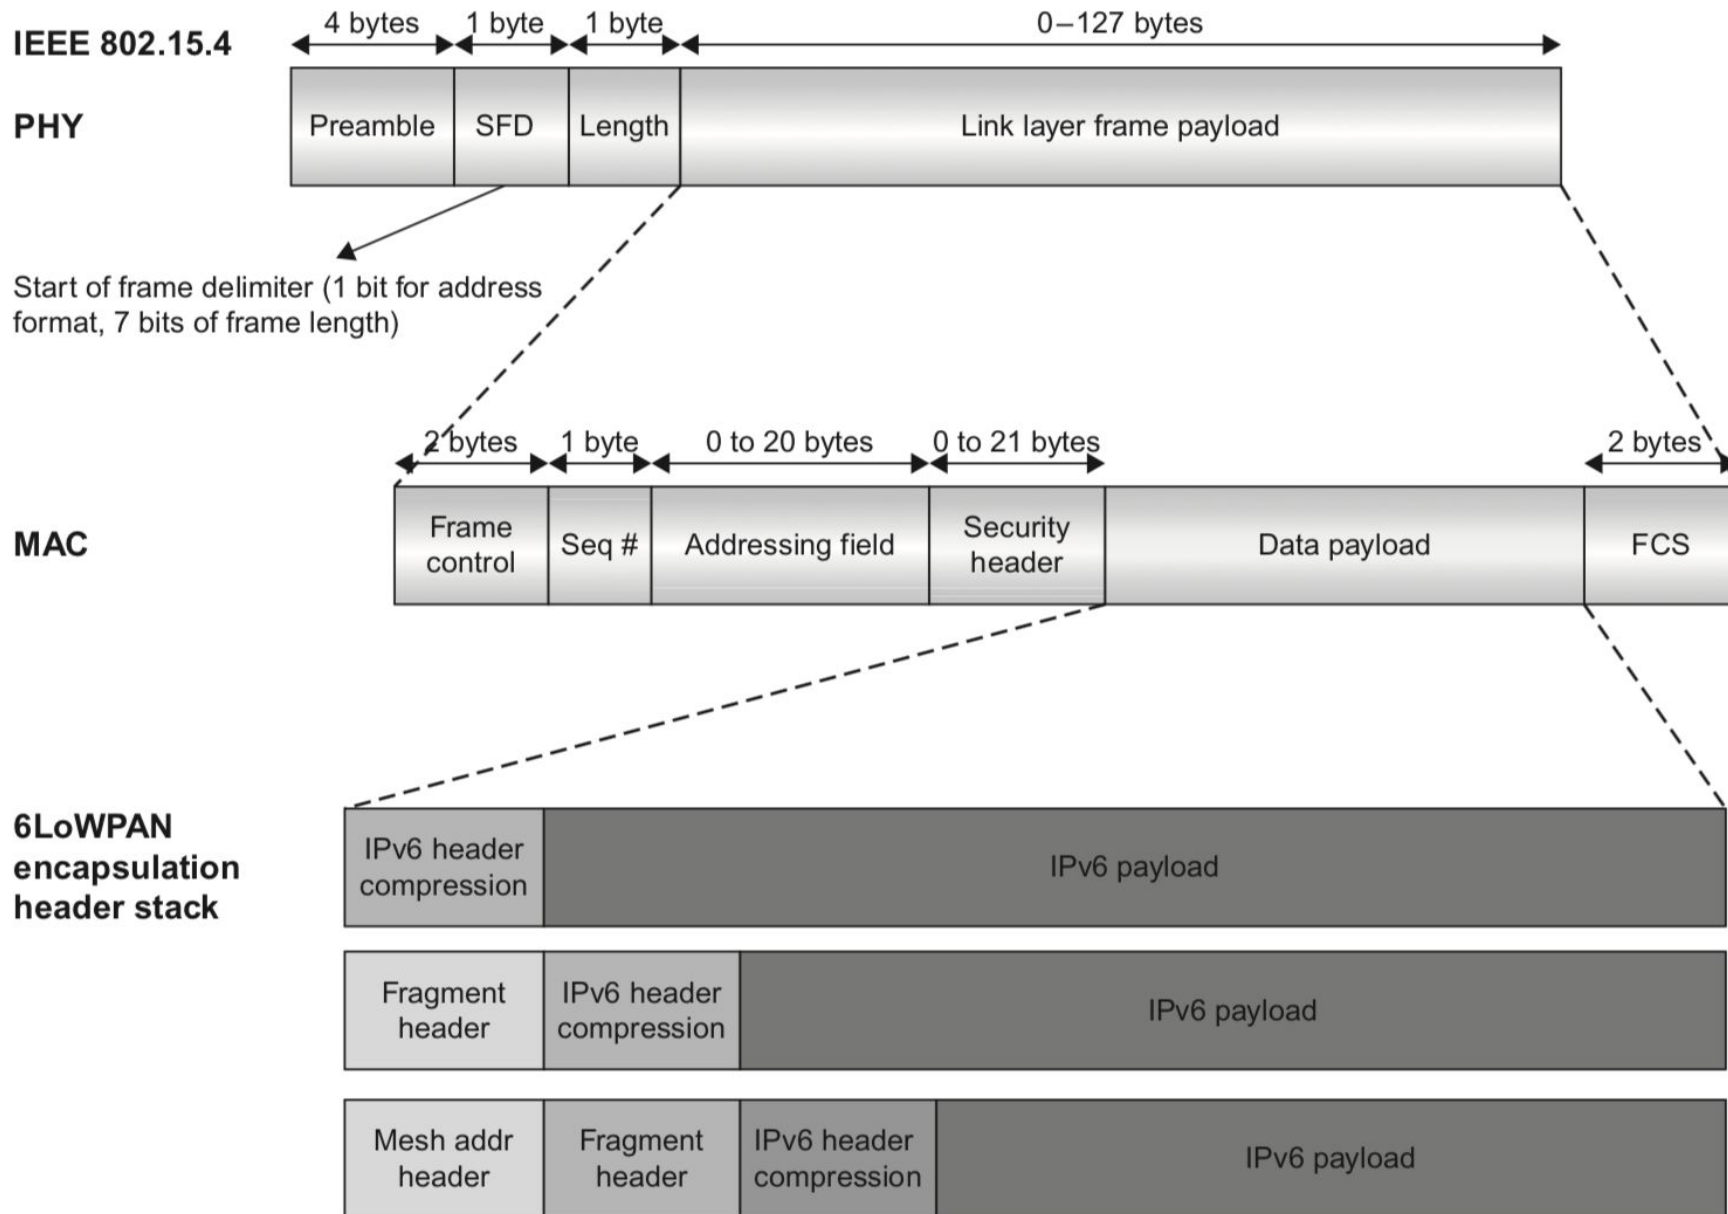 IEEE 802.15.4
4 bytes
1 byte
1 byte
0–127 bytes
PHY
Preamble
SFD
Length
Link layer frame payload
Start of frame delimiter (1 bit for address
format, 7 bits of frame length)
2 bytes
1 byte
0 to 20 bytes
0 to 21 bytes
2 bytes
MAC
Frame
control
Seq #
Addressing field
Security
header
Data payload
FCS
6LoWPAN
encapsulation
header stack
IPv6 header
compression
IPv6 payload
Fragment
header
IPv6 header
compression
IPv6 payload
Mesh addr
header
Fragment
header
IPv6 header
compression
IPv6 payload